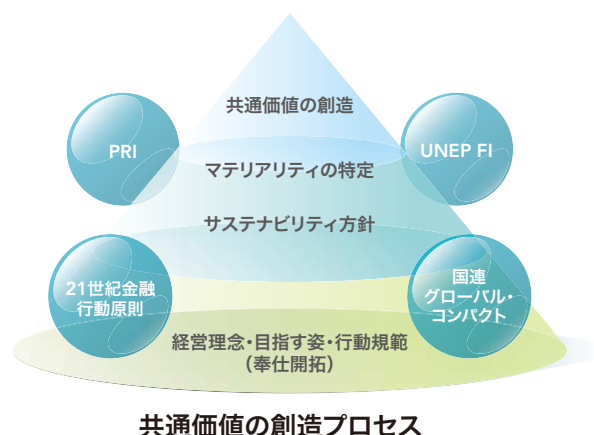 共通価値の創造
PRI
UNEP FI
マテリアリティの特定
サステナビリティ方針
21世紀金融
行動原則
国連
グローバル・
コンパクト
経営理念・目指す姿・行動規範
（奉仕開拓）
共通価値の創造プロセス